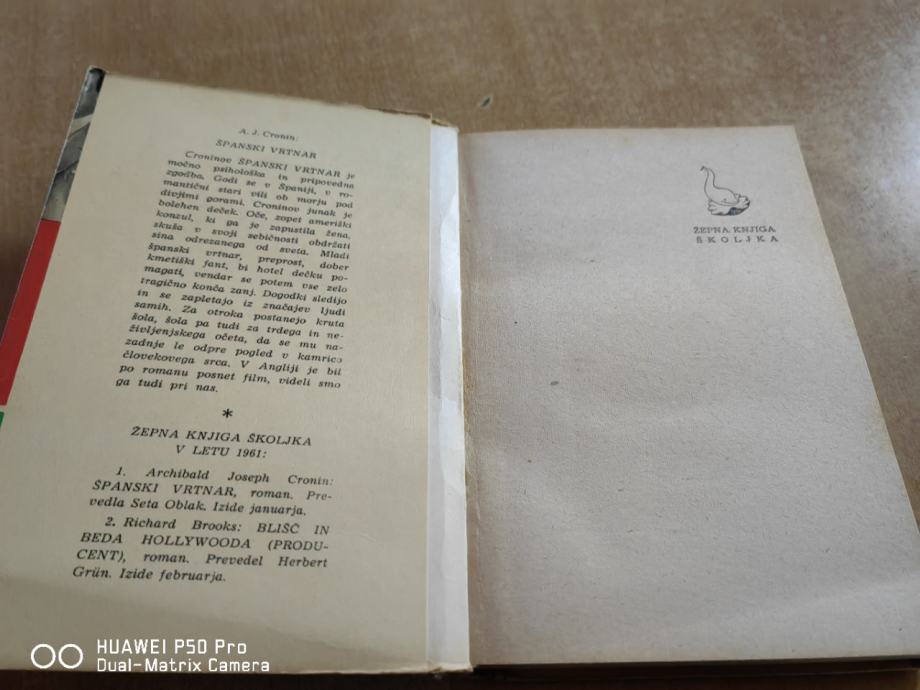 A. J. Cronin:
ŠPANSKI VRTNAR
Croninov ŠPANSKI VRTNAR je
močno psihološka in pripovedna
zgodba. Godi se v Španiji, v ro-
mantični stari vili ob morju pod
divjimi gorami. Croninov junak je
bolehen deček. Oče, zopet ameriški
konzul, ki ga je zapustila žena,
skuša v svoji sebičnosti obdržati
sina odrezanega od sveta. Mladi
španski vrtnar, preprost, dober
kmetiški fant, bi hotel dečku po-
magati, vendar se potem vse zelo
tragično konča zanj. Dogodki sledijo
in se zapletajo iz značajev ljudi
samih. Za otroka postanejo kruta
šola, šola pa tudi za trdega in ne-
življenjskega očeta, da se mu na-
zadnje le odpre pogled v kamrico
človekovega srca. V Angliji je bil
po romanu posnet film, videli smo
ga tudi pri nas.
*
ŽEPNA KNJIGA ŠKOLJKA
V LETU 1961:
1. Archibald Joseph Cronin:
ŠPANSKI VRTNAR, roman. Pre-
vedla Seta Oblak. Izide januarja.
2. Richard Brooks: BLIŠČ IN
BEDA HOLLYWOODA (PRODU-
CENT), roman. Prevedel Herbert
Grün. Izide februarja.
ŽEPNA KNJIGA
ŠKOLJKA
HUAWEI P50 Pro
Dual-Matrix Camera